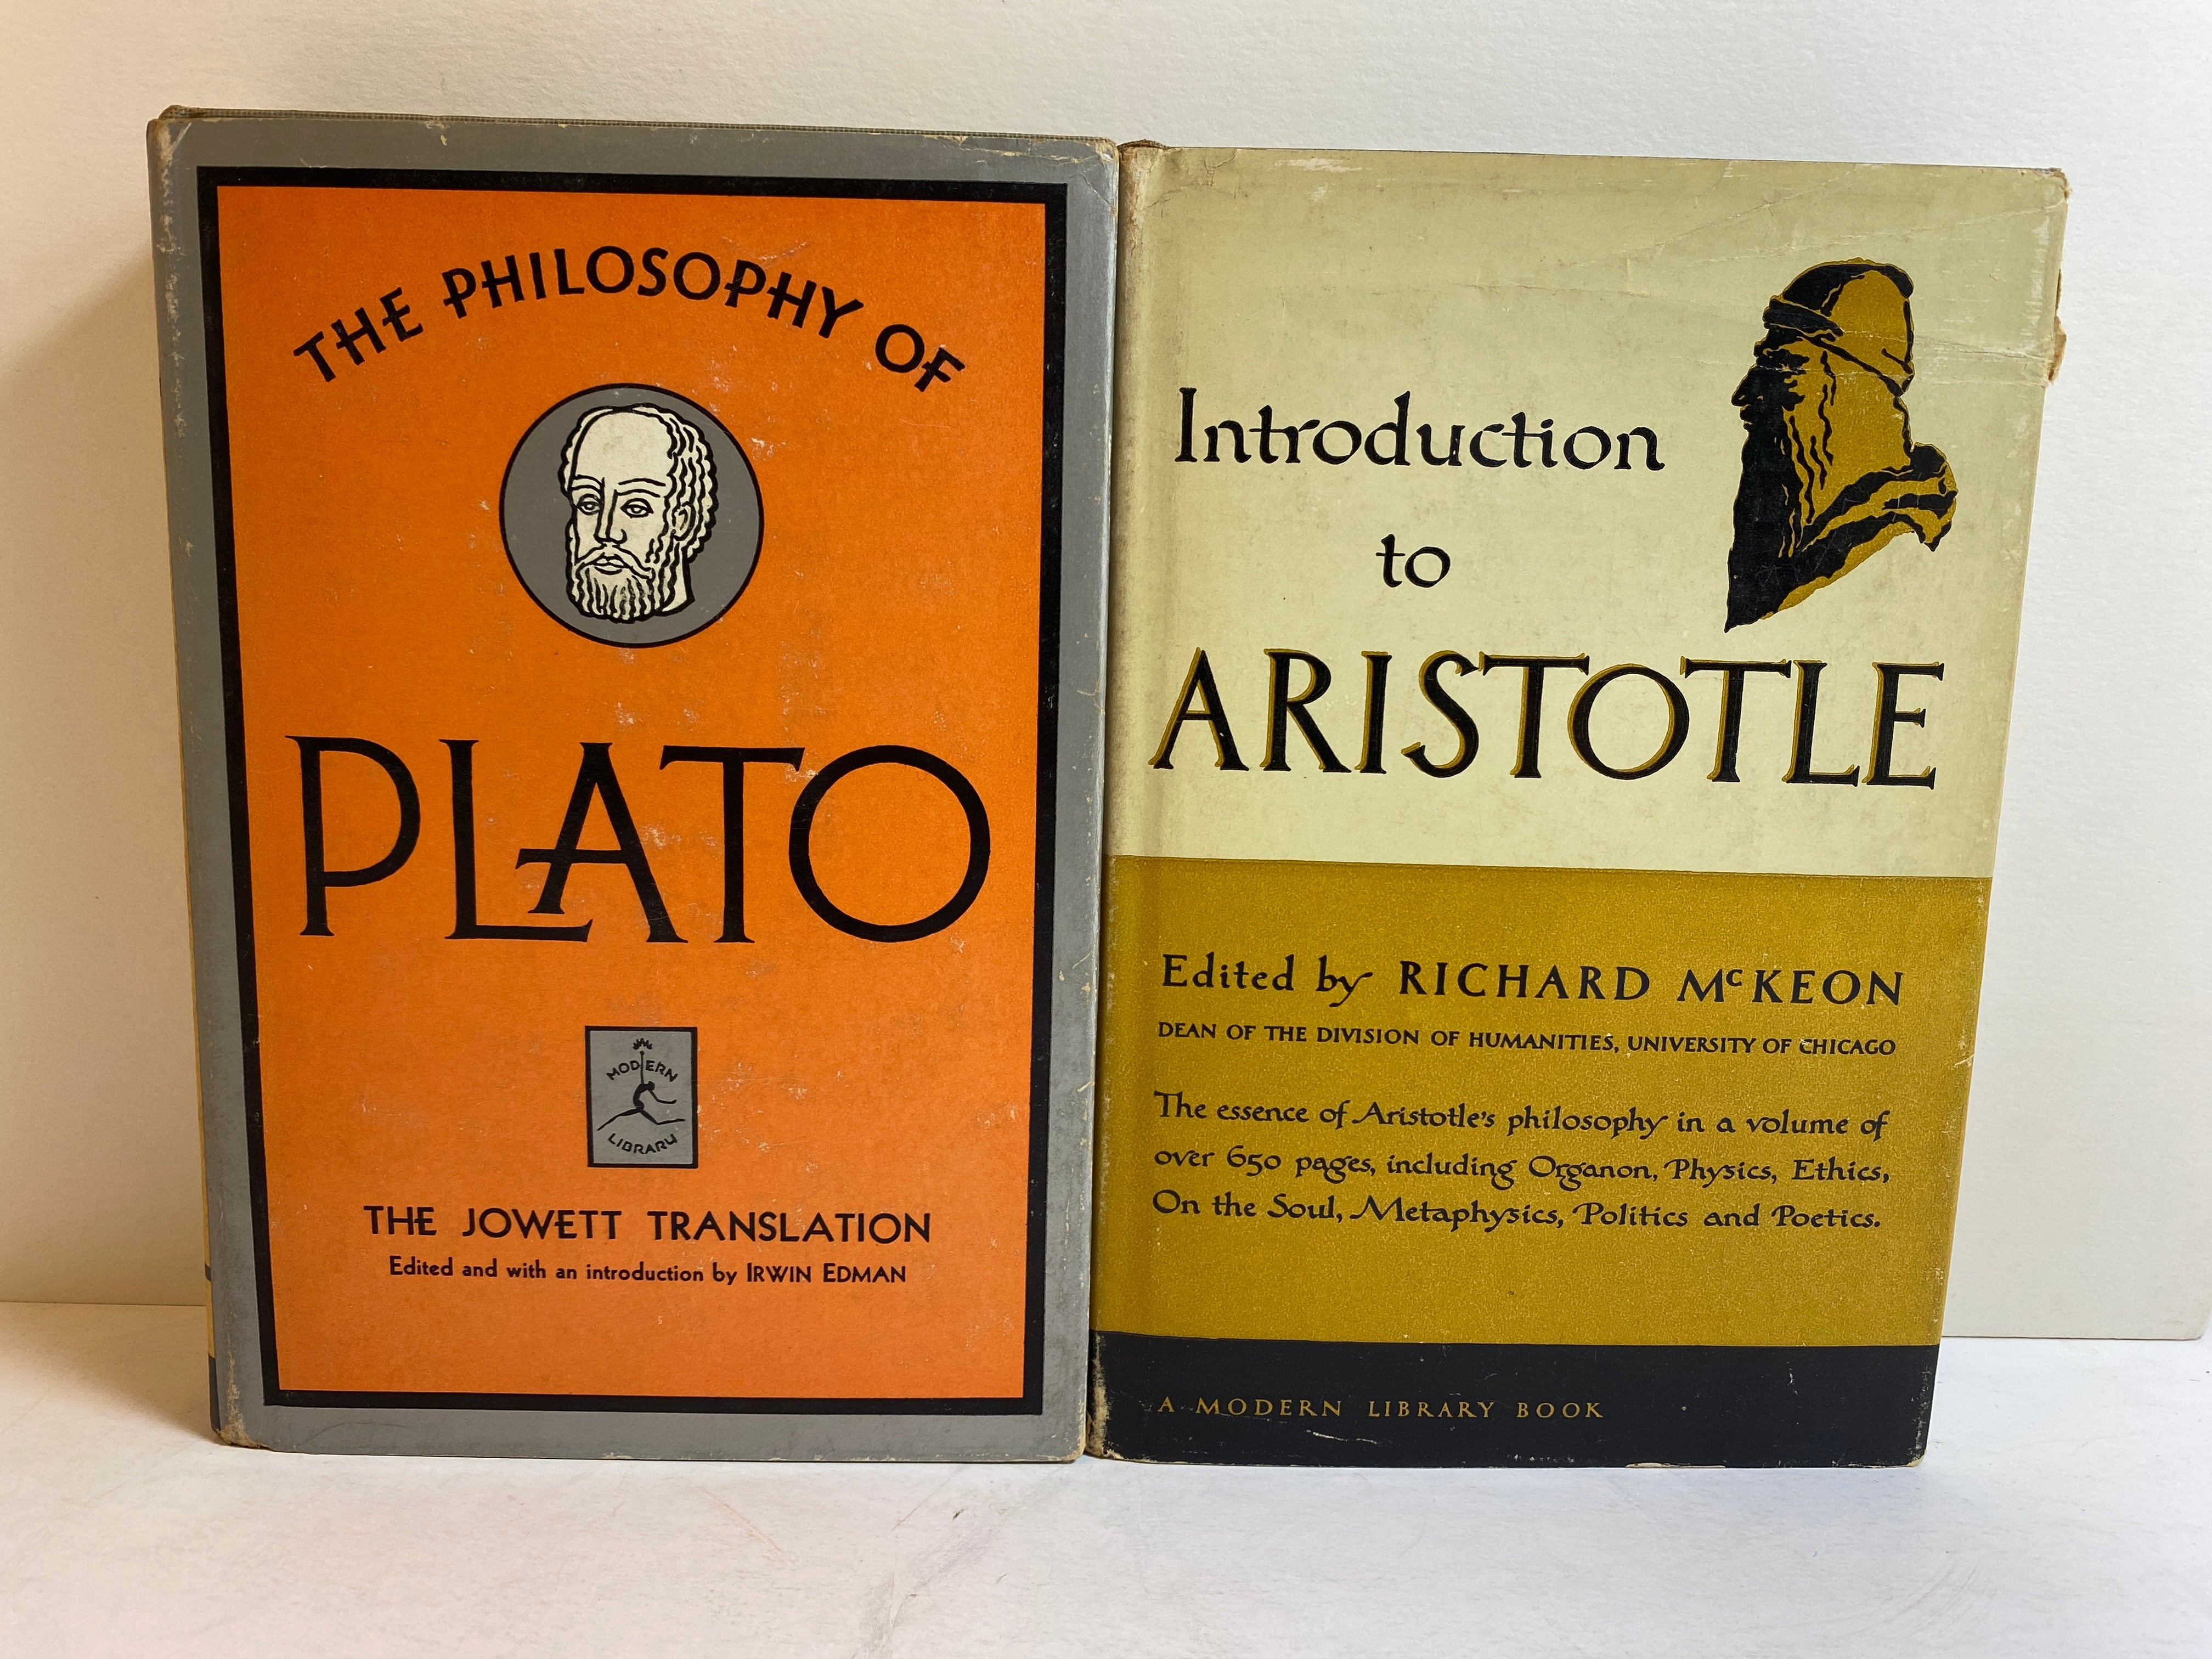 THE PHILOSOPHY OF
PLATO
MODERN
LIBRARY
THE JOWETT TRANSLATION
Edited and with an introduction by IRWIN EDMAN
Introduction
to
ARISTOTLE
Edited by RICHARD McKEON
DEAN OF THE DIVISION OF HUMANITIES, UNIVERSITY OF CHICAGO
The essence of Aristotle's philosophy in a volume of
over 650 pages, including Organon, Physics, Ethics,
On the Soul, Metaphysics, Politics and Poetics.
A MODERN LIBRARY BOOK